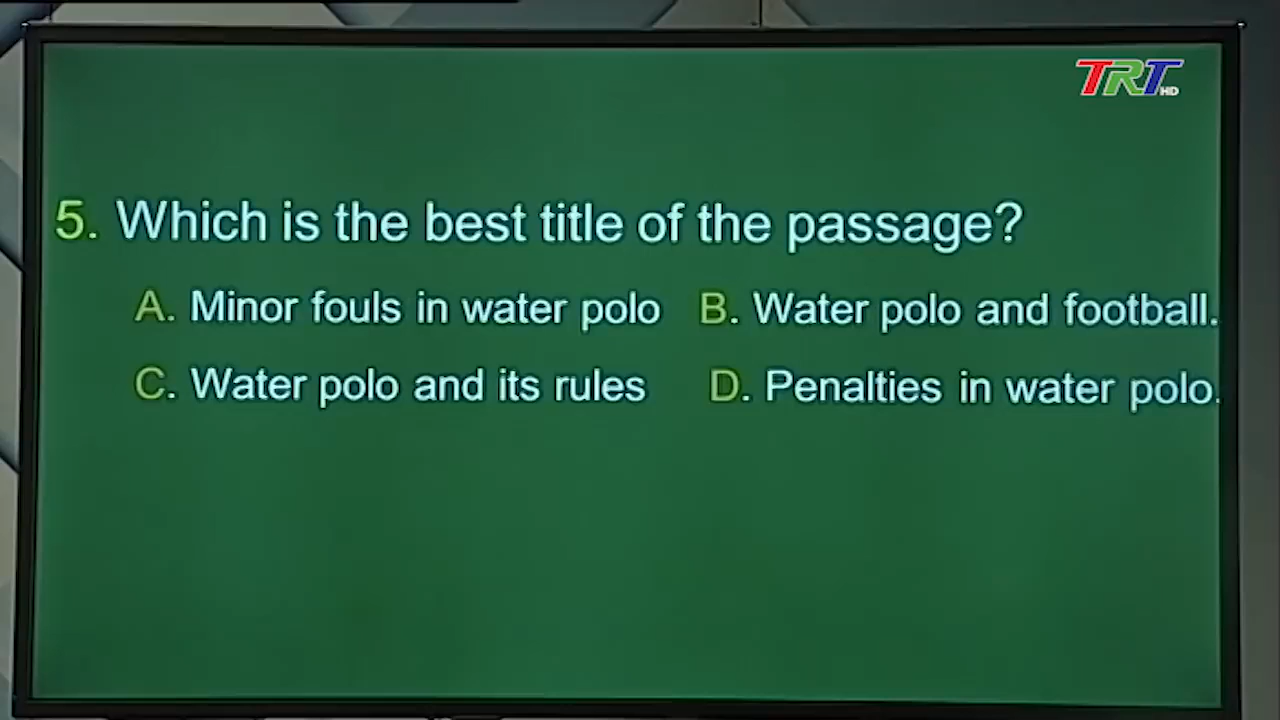 TRT HD
5. Which is the best title of the passage?
A. Minor fouls in water polo B. Water polo and football.
C. Water polo and its rules D. Penalties in water polo.